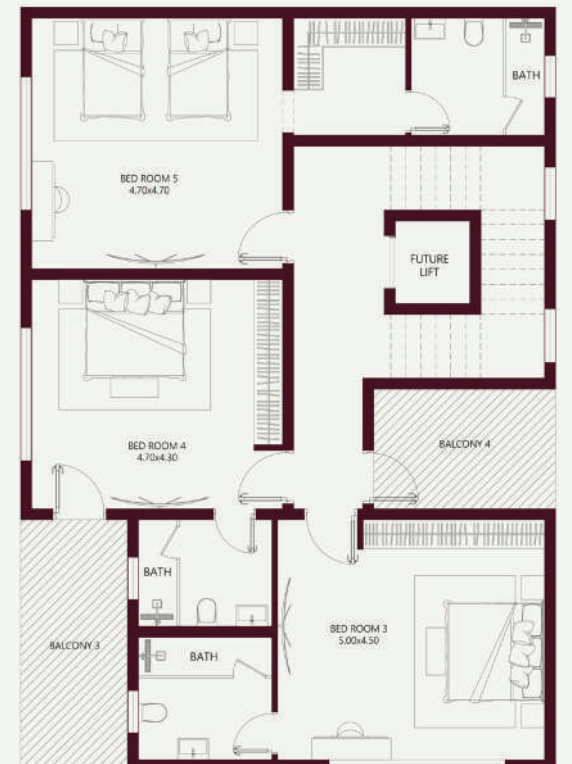 BATH
BED ROOM 5
4.70x4.70
FUTURE
LIFT
BED ROOM 4
4.70x4.30
BALCONY 4
BATH
BED ROOM 3
5.00x4.50
BALCONY 3
BATH